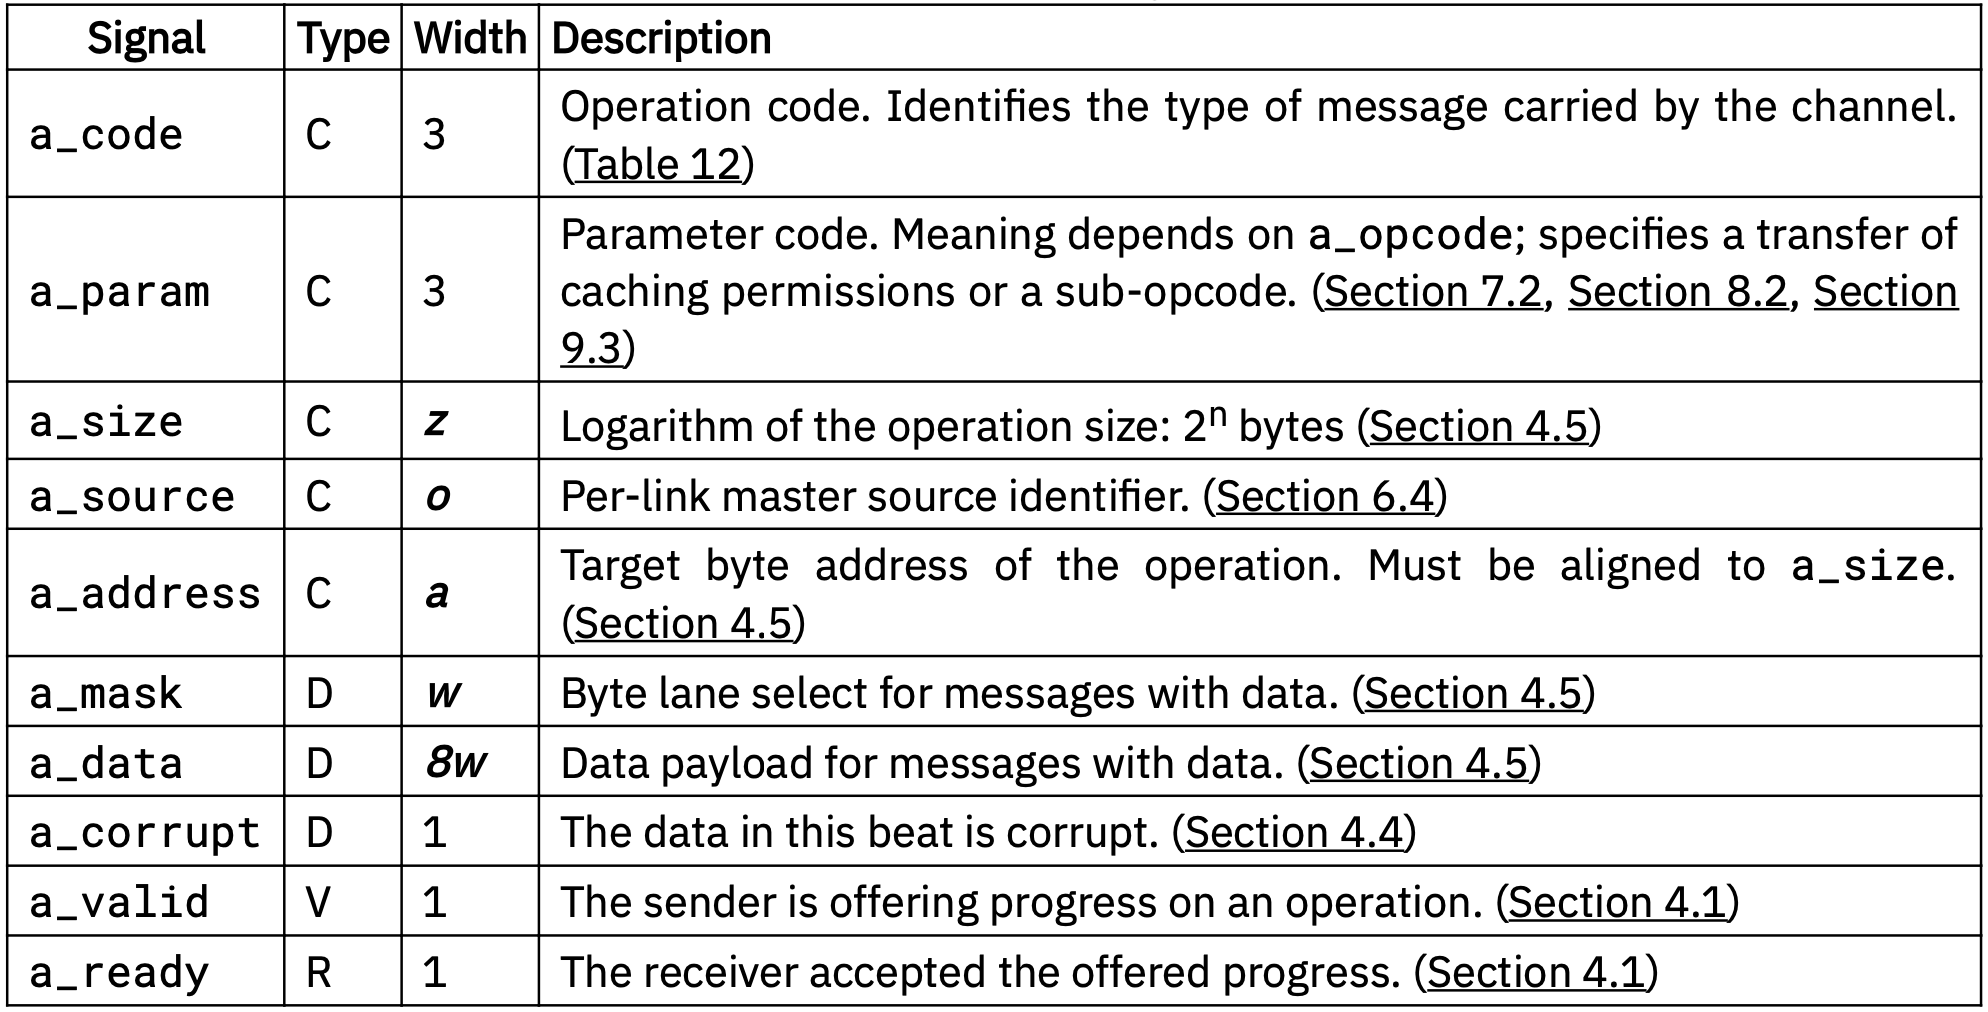 Signal Type Width Description
a_code C 3 Operation code. Identifies the type of message carried by the channel.
(Table 12)
a_param C 3 Parameter code. Meaning depends on a_opcode; specifies a transfer of
caching permissions or a sub-opcode. (Section 7.2, Section 8.2, Section
9.3)
a_size C z Logarithm of the operation size: 2ⁿ bytes (Section 4.5)
a_source C o Per-link master source identifier. (Section 6.4)
a_address C a Target byte address of the operation. Must be aligned to a_size.
(Section 4.5)
a_mask D w Byte lane select for messages with data. (Section 4.5)
a_data D 8w Data payload for messages with data. (Section 4.5)
a_corrupt D 1 The data in this beat is corrupt. (Section 4.4)
a_valid V 1 The sender is offering progress on an operation. (Section 4.1)
a_ready R 1 The receiver accepted the offered progress. (Section 4.1)